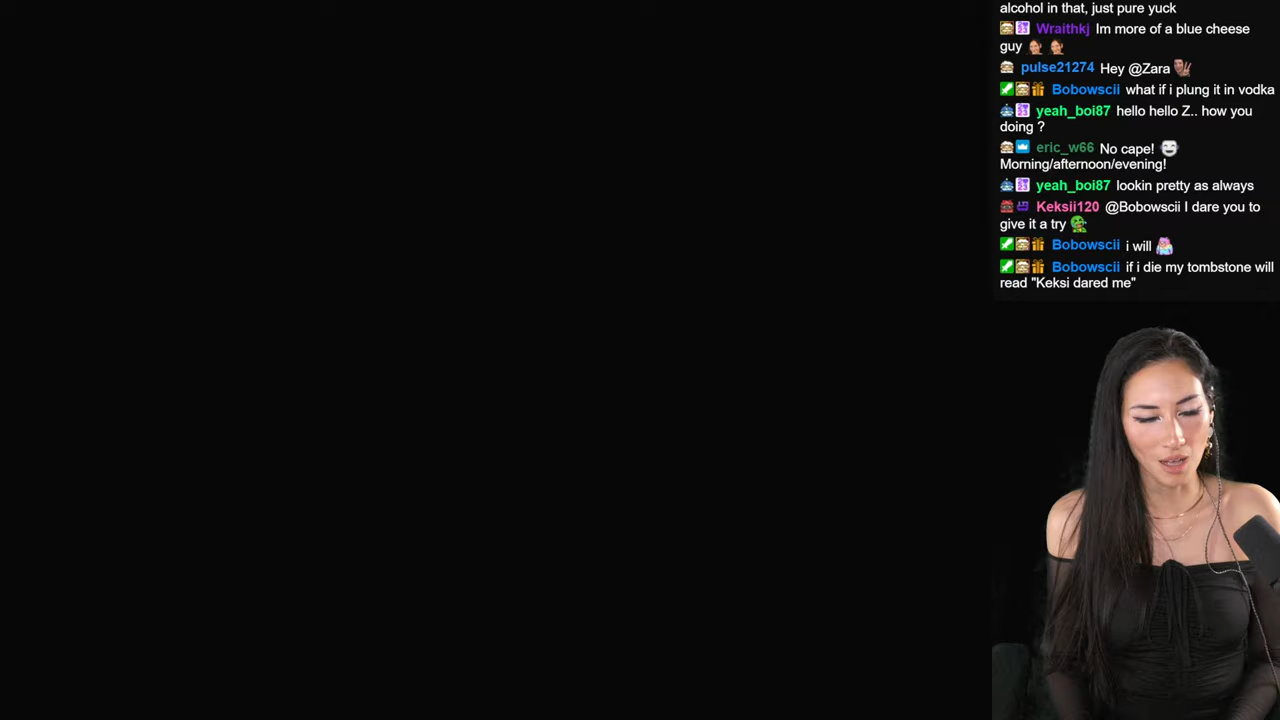 alcohol in that, just pure yuck
Wraithkj Im more of a blue cheese
guy
pulse21274 Hey @Zara
Bobowscii what if i plung it in vodka
yeah_boi87 hello hello Z.. how you
doing ?
eric_w66 No cape!
Morning/afternoon/evening!
yeah_boi87 lookin pretty as always
Keksii120 @Bobowscii I dare you to
give it a try
Bobowscii i will
Bobowscii if i die my tombstone will
read "Keksi dared me"